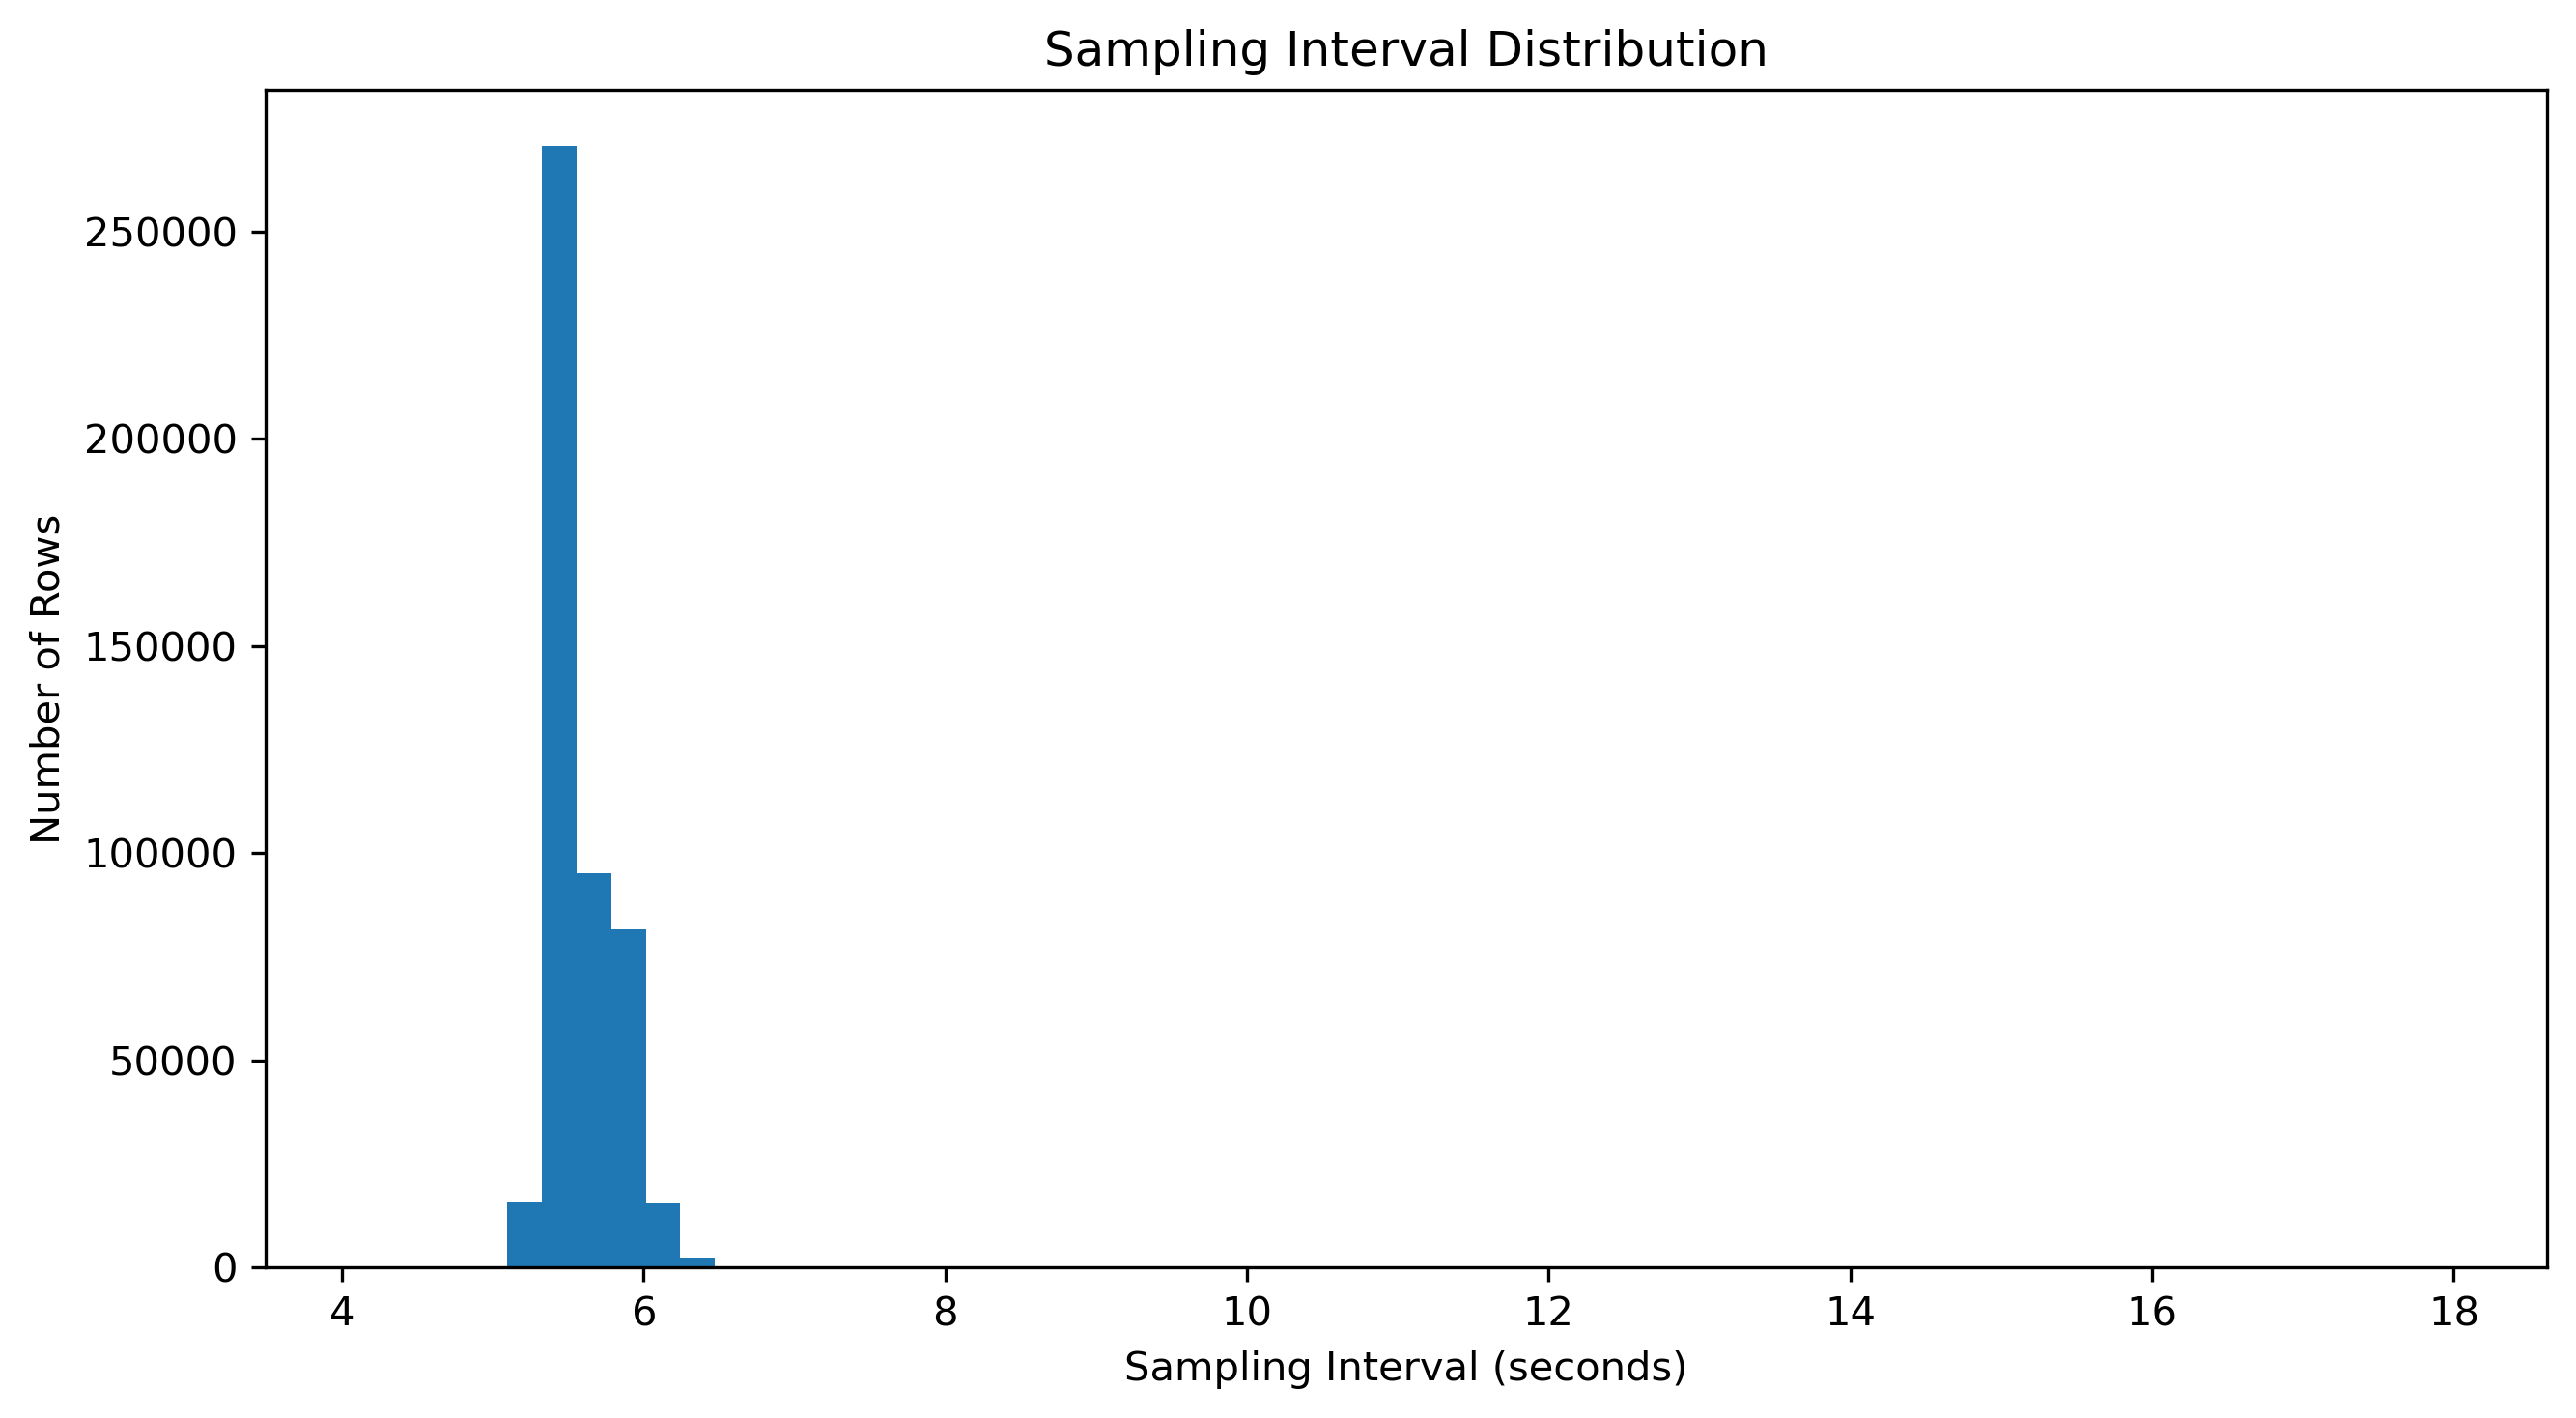 Sampling Interval Distribution
Number of Rows
250000
200000
150000
100000
50000
0
4 6 8 10 12 14 16 18
Sampling Interval (seconds)